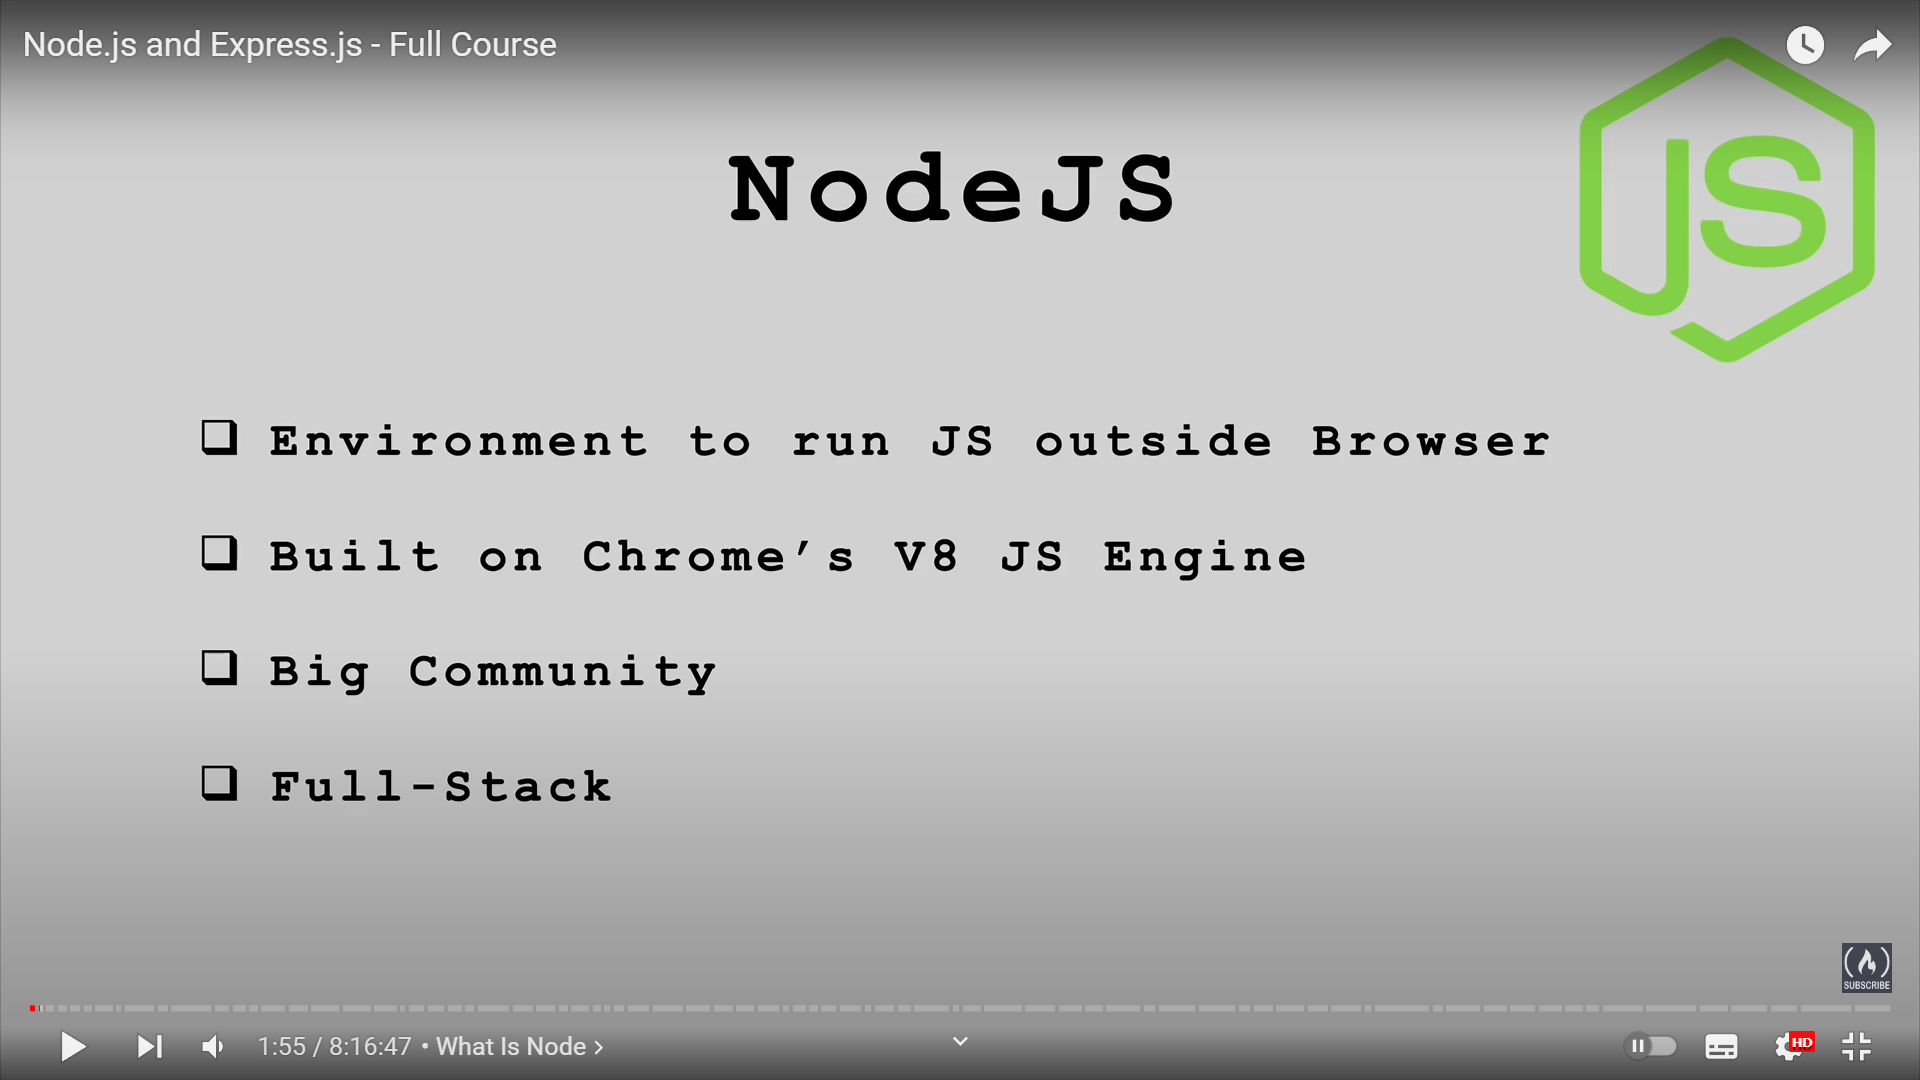 Node.js and Express.js - Full Course
JS
NodeJS
Environment to run JS outside Browser
Built on Chrome’s V8 JS Engine
Big Community
Full-Stack
SUBSCRIBE
1:55 / 8:16:47 • What Is Node
HD